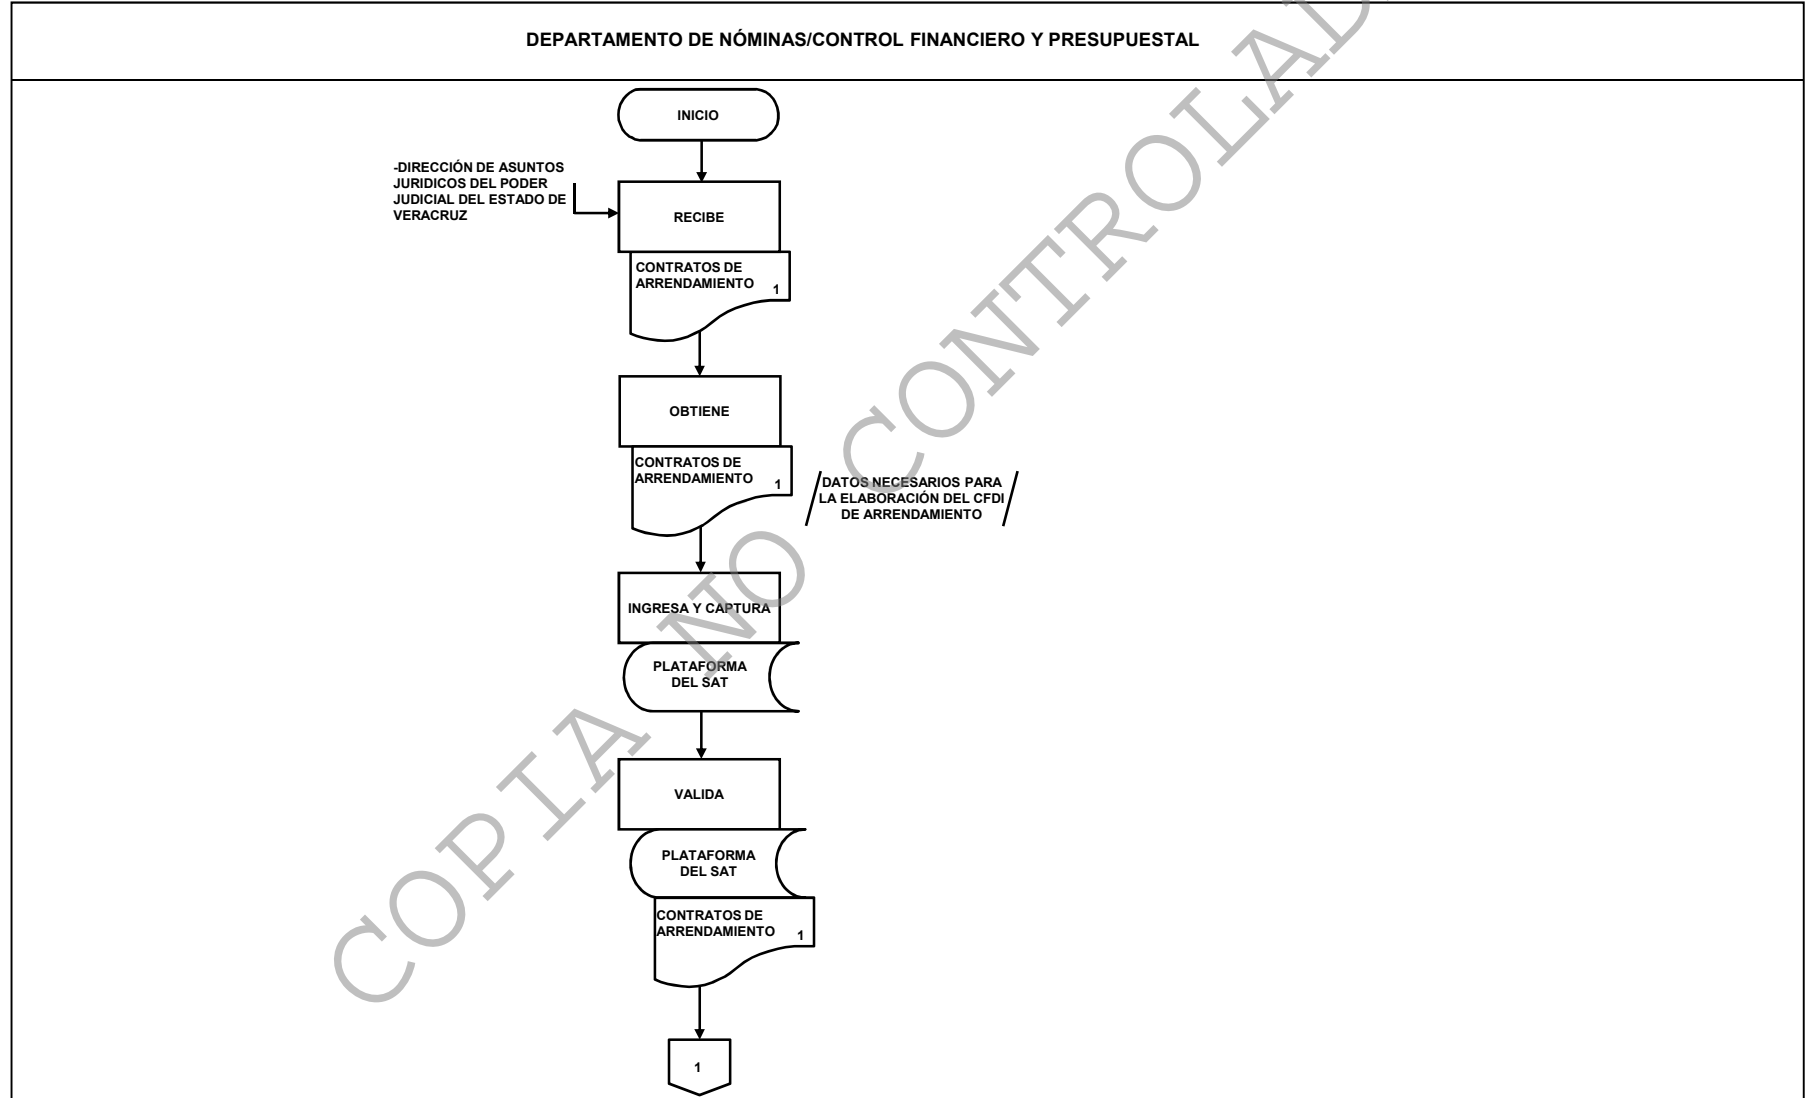 DEPARTAMENTO DE NÓMINAS/CONTROL FINANCIERO Y PRESUPUESTAL
INICIO
-DIRECCIÓN DE ASUNTOS
JURIDICOS DEL PODER
JUDICIAL DEL ESTADO DE
VERACRUZ
RECIBE
CONTRATOS DE
ARRENDAMIENTO 1
OBTIENE
CONTRATOS DE
ARRENDAMIENTO 1
DATOS NECESARIOS PARA
LA ELABORACIÓN DEL CFDI
DE ARRENDAMIENTO
INGRESA Y CAPTURA
PLATAFORMA
DEL SAT
VALIDA
PLATAFORMA
DEL SAT
CONTRATOS DE
ARRENDAMIENTO 1
1
COPIA NO CONTROLAD